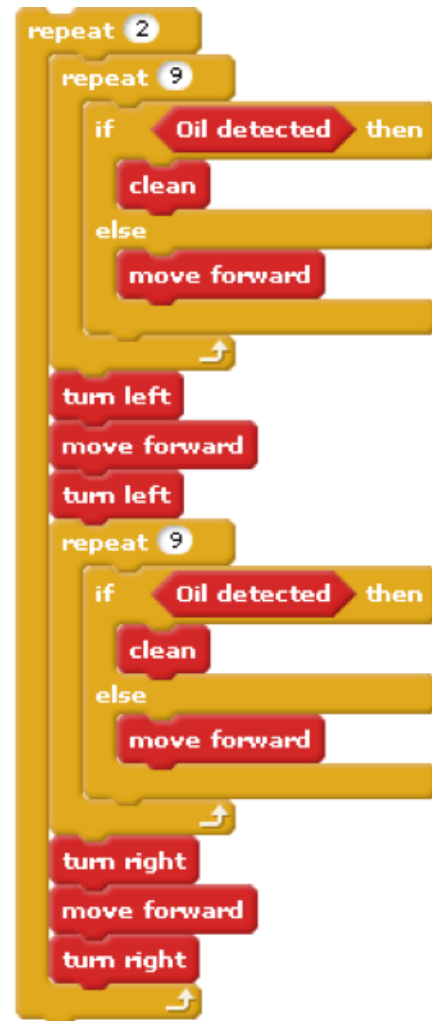 repeat 2
repeat 9
if Oil detected then
clean
else
move forward
turn left
move forward
turn left
repeat 9
if Oil detected then
clean
else
move forward
turn right
move forward
turn right